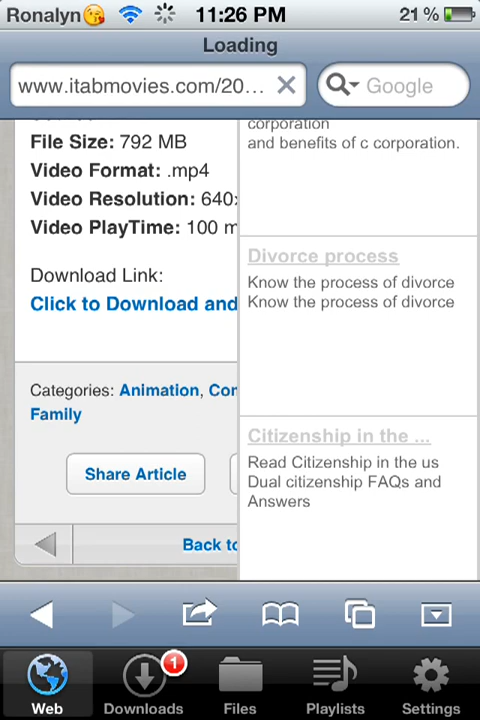 Ronalyn😘 11:26 PM 21%
Loading
www.itabmovies.com/20... Google
File Size: 792 MB
Video Format: .mp4
Video Resolution: 640
Video PlayTime: 100 m
Download Link:
Click to Download and
Categories: Animation, Con
Family
Share Article
Back to
corporation
and benefits of c corporation.
Divorce process
Know the process of divorce
Know the process of divorce
Citizenship in the ...
Read Citizenship in the us
Dual citizenship FAQs and
Answers
1
Web Downloads Files Playlists Settings